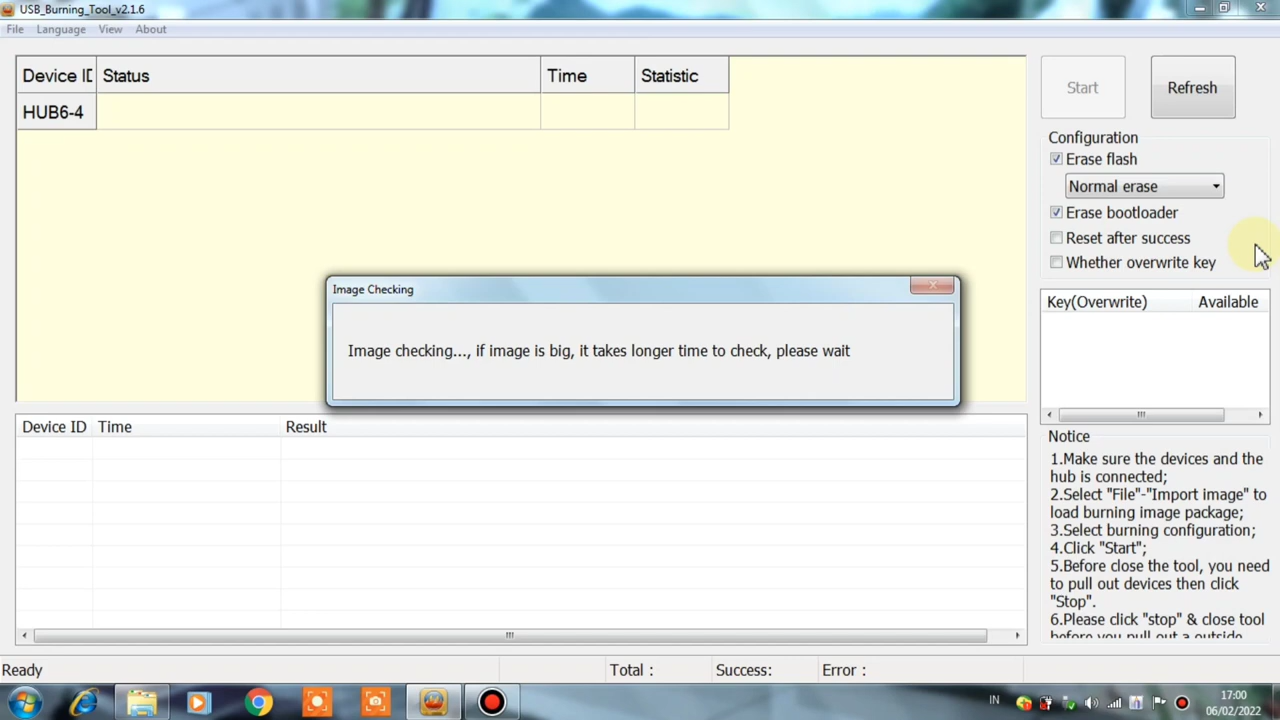 USB_Burning_Tool_v2.1.6
File Language View About
Device ID Status Time Statistic
HUB6-4
Start
Refresh
Configuration
Erase flash
Normal erase
Erase bootloader
Reset after success
Whether overwrite key
Image Checking
Image checking..., if image is big, it takes longer time to check, please wait
Key(Overwrite) Available
Device ID Time Result
Notice
1.Make sure the devices and the
hub is connected;
2.Select "File"-"Import image" to
load burning image package;
3.Select burning configuration;
4.Click "Start";
5.Before close the tool, you need
to pull out devices then click
"Stop".
6.Please click "stop" & close tool
before you pull out a outside
Ready Total : Success: Error :
IN
17:00
06/02/2022